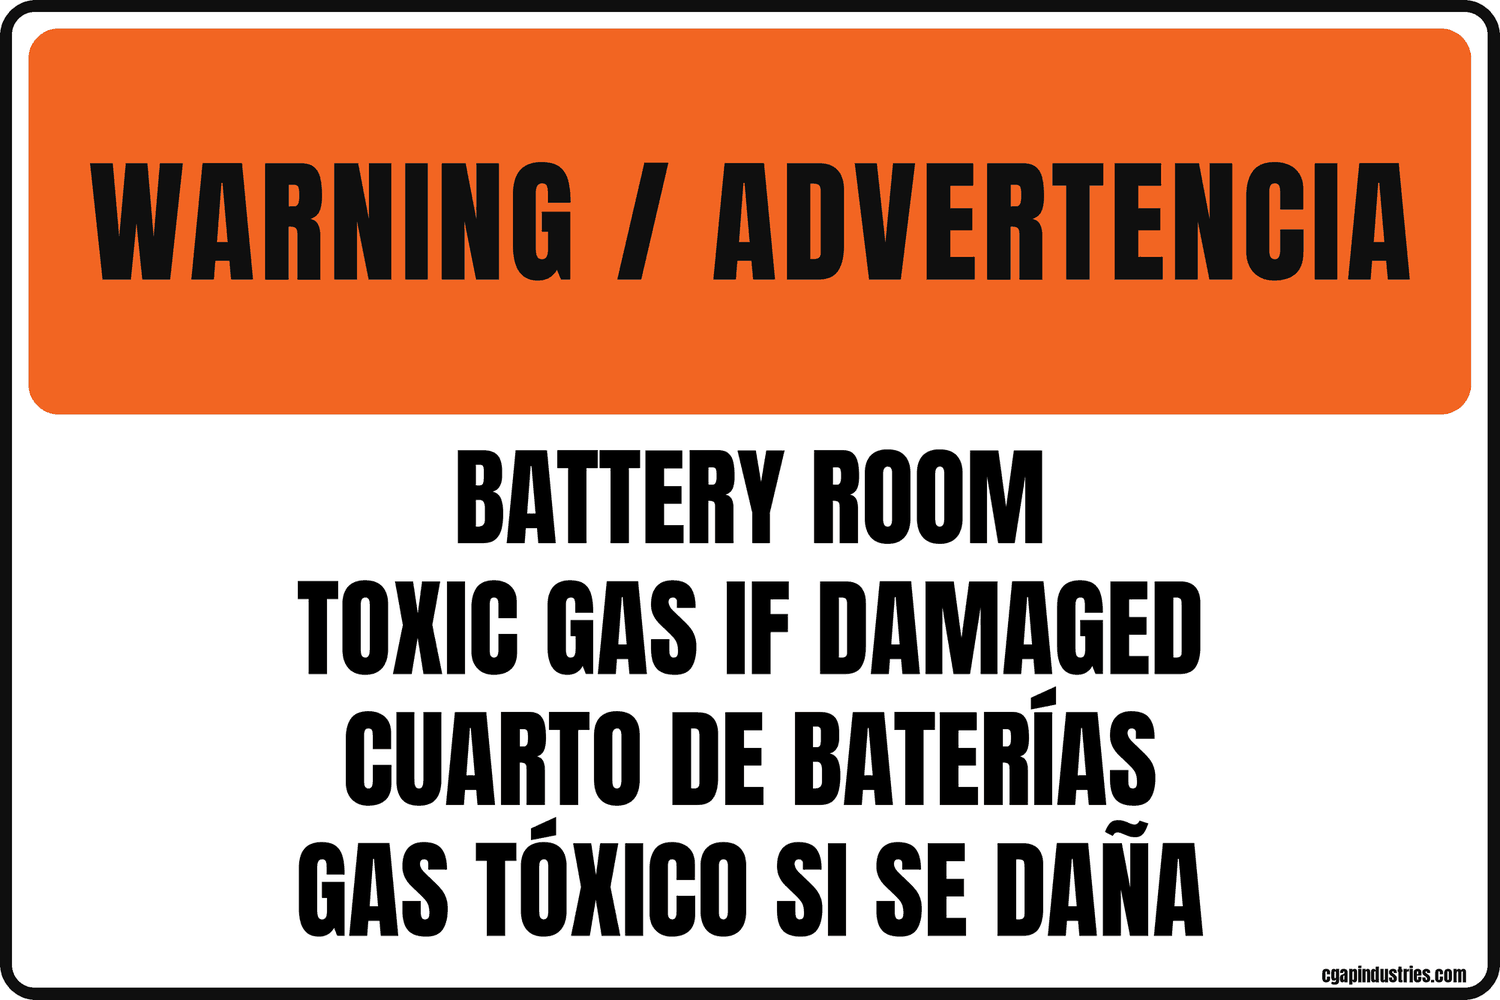 WARNING / ADVERTENCIA
BATTERY ROOM
TOXIC GAS IF DAMAGED
CUARTO DE BATERÍAS
GAS TÓXICO SI SE DAÑA
cgapindustries.com